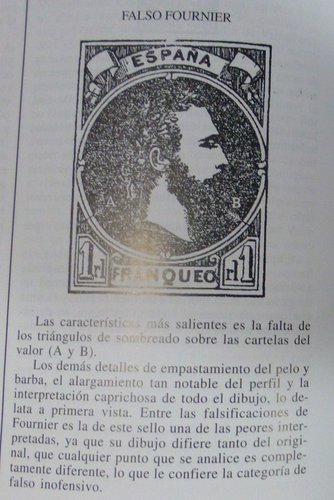 FALSO FOURNIER
ESPAÑA
A
B
1rl
FRANQUEO
rl1
Las características más salientes es la falta de
los triángulos de sombreado sobre las cartelas del
valor (A y B).
Los demás detalles de empastamiento del pelo y
barba, el alargamiento tan notable del perfil y la
interpretación caprichosa de todo el dibujo, lo de-
lata a primera vista. Entre las falsificaciones de
Fournier es la de este sello una de las peores inter-
pretadas, ya que su dibujo difiere tanto del origi-
nal, que cualquier punto que se analice es comple-
tamente diferente, lo que le confiere la categoría de
falso inofensivo.